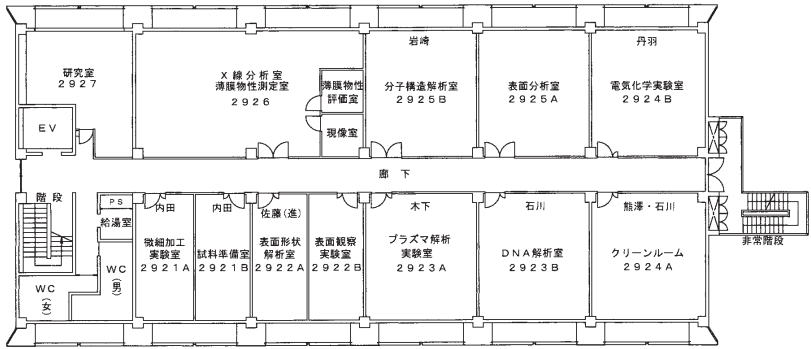 岩崎
丹羽
研究室
2927
X線分析室
薄膜物性測定室
2926
薄膜物性
評価室
現像室
分子構造解析室
2925B
表面分析室
2925A
電気化学実験室
2924B
EV
廊下
階段
PS
給湯室
WC
(男)
WC
(女)
内田
微細加工
実験室
2921A
内田
試料準備室
2921B
佐藤(進)
表面形状
解析室
2922A
表面観察
実験室
2922B
木下
プラズマ解析
実験室
2923A
石川
DNA解析室
2923B
熊澤・石川
クリーンルーム
2924A
非常階段